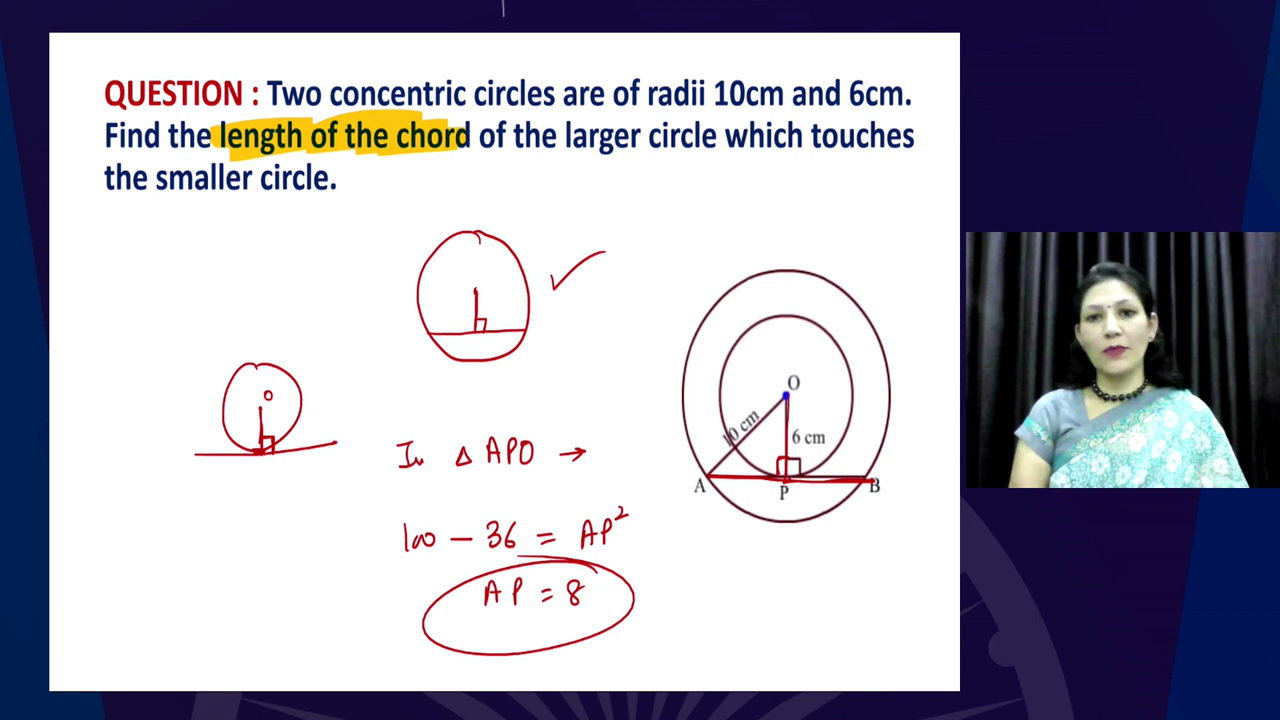 QUESTION : Two concentric circles are of radii 10cm and 6cm.
Find the length of the chord of the larger circle which touches
the smaller circle.
O
10 cm
6 cm
A
P
B
O
In Δ APO →
100 - 36 = AP²
AP = 8